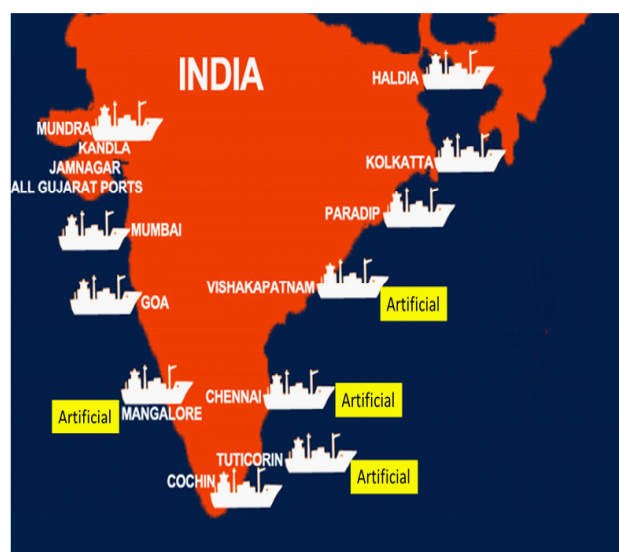 INDIA
HALDIA
MUNDRA
KANDLA
JAMNAGAR
ALL GUJARAT PORTS
KOLKATTA
PARADIP
MUMBAI
VISHAKAPATNAM
Artificial
GOA
CHENNAI
Artificial
Artificial
MANGALORE
TUTICORIN
Artificial
COCHIN